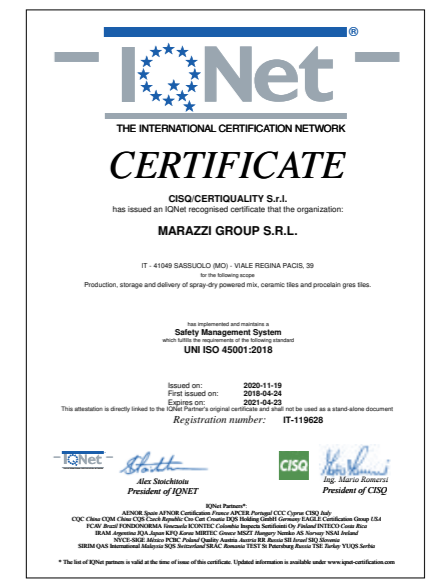 IQNet ®
THE INTERNATIONAL CERTIFICATION NETWORK
CERTIFICATE
CISQ/CERTIQUALITY S.r.l.
has issued an IQNet recognised certificate that the organization:
MARAZZI GROUP S.R.L.
IT - 41049 SASSUOLO (MO) - VIALE REGINA PACIS, 39
for the following scope
Production, storage and delivery of spray-dry powered mix, ceramic tiles and procelain gres tiles.
has implemented and maintains a
Safety Management System
which fulfills the requirements of the following standard
UNI ISO 45001:2018
Issued on: 2020-11-19
First issued on: 2018-04-24
Expires on: 2021-04-23
This attestation is directly linked to the IQNet Partner's original certificate and shall not be used as a stand-alone document
Registration number: IT-119628
IQNet
CISQ
Alex Stoichitoiu
President of IQNET
Ing. Mario Romersi
President of CISQ
IQNet Partners*:
AENOR Spain AFNOR Certification France APCER Portugal CCC Cyprus CISQ Italy
CQC China CQM China CQS Czech Republic Cro Cert Croatia DQS Holding GmbH Germany EAGLE Certification Group USA
FCAV Brazil FONDONORMA Venezuela ICONTEC Colombia Inspecta Sertifiointi Oy Finland INTECO Costa Rica
IRAM Argentina JQA Japan KFQ Korea MIRTEC Greece MSZT Hungary Nemko AS Norway NSAI Ireland
NYCE-SIGE México PCBC Poland Quality Austria Austria RR Russia SII Israel SIQ Slovenia
SIRIM QAS International Malaysia SQS Switzerland SRAC Romania TEST St Petersburg Russia TSE Turkey YUQS Serbia
* The list of IQNet partners is valid at the time of issue of this certificate. Updated information is available under www.iqnet-certification.com